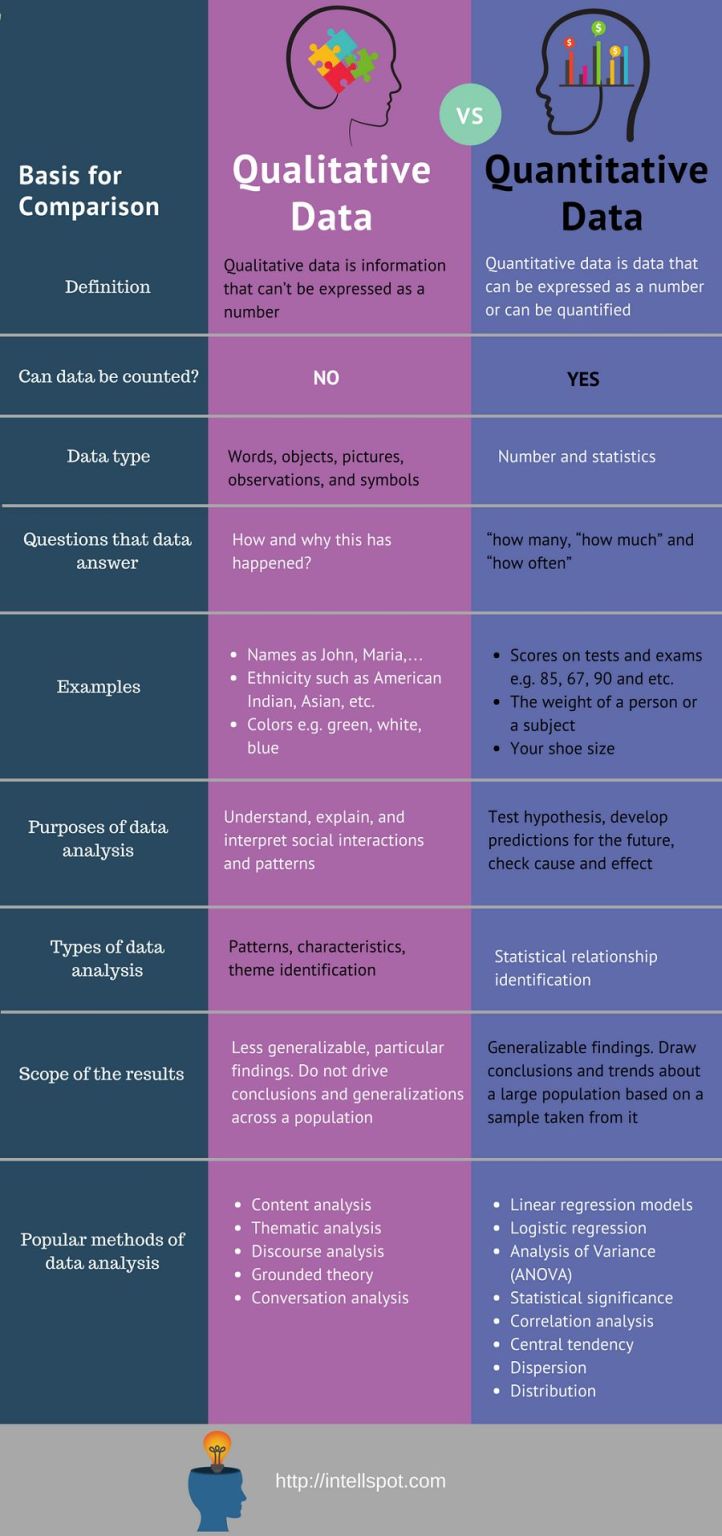 VS
Basis for
Comparison
Qualitative
Data
Quantitative
Data
Definition
Qualitative data is information
that can't be expressed as a
number
Quantitative data is data that
can be expressed as a number
or can be quantified
Can data be counted?
NO
YES
Data type
Words, objects, pictures,
observations, and symbols
Number and statistics
Questions that data
answer
How and why this has
happened?
“how many, “how much” and
“how often”
Examples
• Names as John, Maria,...
• Ethnicity such as American
Indian, Asian, etc.
• Colors e.g. green, white,
blue
• Scores on tests and exams
e.g. 85, 67, 90 and etc.
• The weight of a person or
a subject
• Your shoe size
Purposes of data
analysis
Understand, explain, and
interpret social interactions
and patterns
Test hypothesis, develop
predictions for the future,
check cause and effect
Types of data
analysis
Patterns, characteristics,
theme identification
Statistical relationship
identification
Scope of the results
Less generalizable, particular
findings. Do not drive
conclusions and generalizations
across a population
Generalizable findings. Draw
conclusions and trends about
a large population based on a
sample taken from it
Popular methods of
data analysis
• Content analysis
• Thematic analysis
• Discourse analysis
• Grounded theory
• Conversation analysis
• Linear regression models
• Logistic regression
• Analysis of Variance
(ANOVA)
• Statistical significance
• Correlation analysis
• Central tendency
• Dispersion
• Distribution
http://intellspot.com